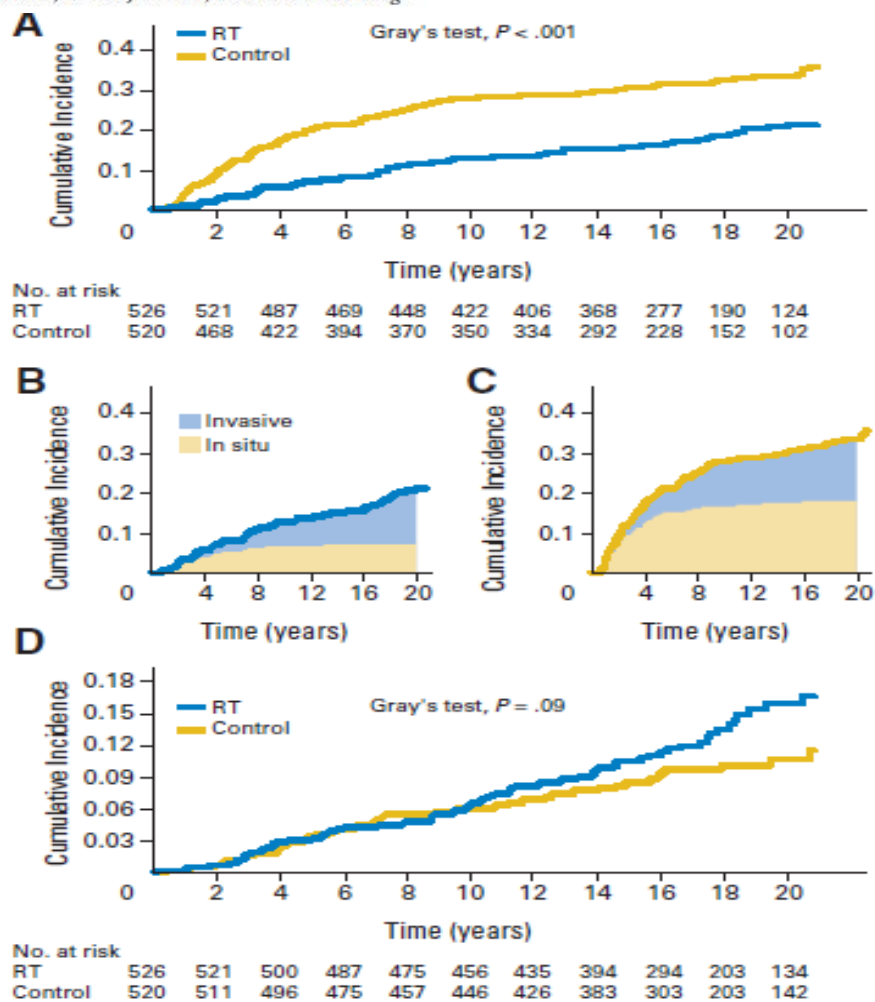 A
RT
Control
Gray's test, P < .001
Cumulative Incidence
0.4
0.3
0.2
0.1
0 2 4 6 8 10 12 14 16 18 20
Time (years)
No. at risk
RT 526 521 487 469 448 422 406 368 277 190 124
Control 520 468 422 394 370 350 334 292 228 152 102
B
Invasive
In situ
Cumulative Incidence
0.4
0.3
0.2
0.1
0 4 8 12 16 20
Time (years)
C
Cumulative Incidence
0.4
0.3
0.2
0.1
0 4 8 12 16 20
Time (years)
D
RT
Control
Gray's test, P = .09
Cumulative Incidence
0.18
0.15
0.12
0.09
0.06
0.03
0 2 4 6 8 10 12 14 16 18 20
Time (years)
No. at risk
RT 526 521 500 487 475 456 435 394 294 203 134
Control 520 511 496 475 457 446 426 383 303 203 142